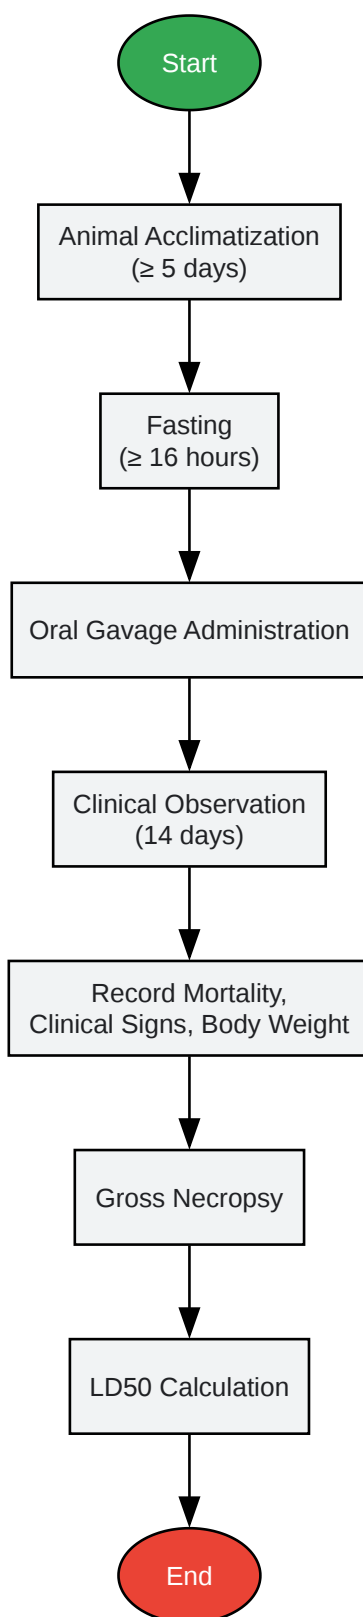 Start
Animal Acclimatization
(≥ 5 days)
Fasting
(≥ 16 hours)
Oral Gavage Administration
Clinical Observation
(14 days)
Record Mortality,
Clinical Signs, Body Weight
Gross Necropsy
LD50 Calculation
End